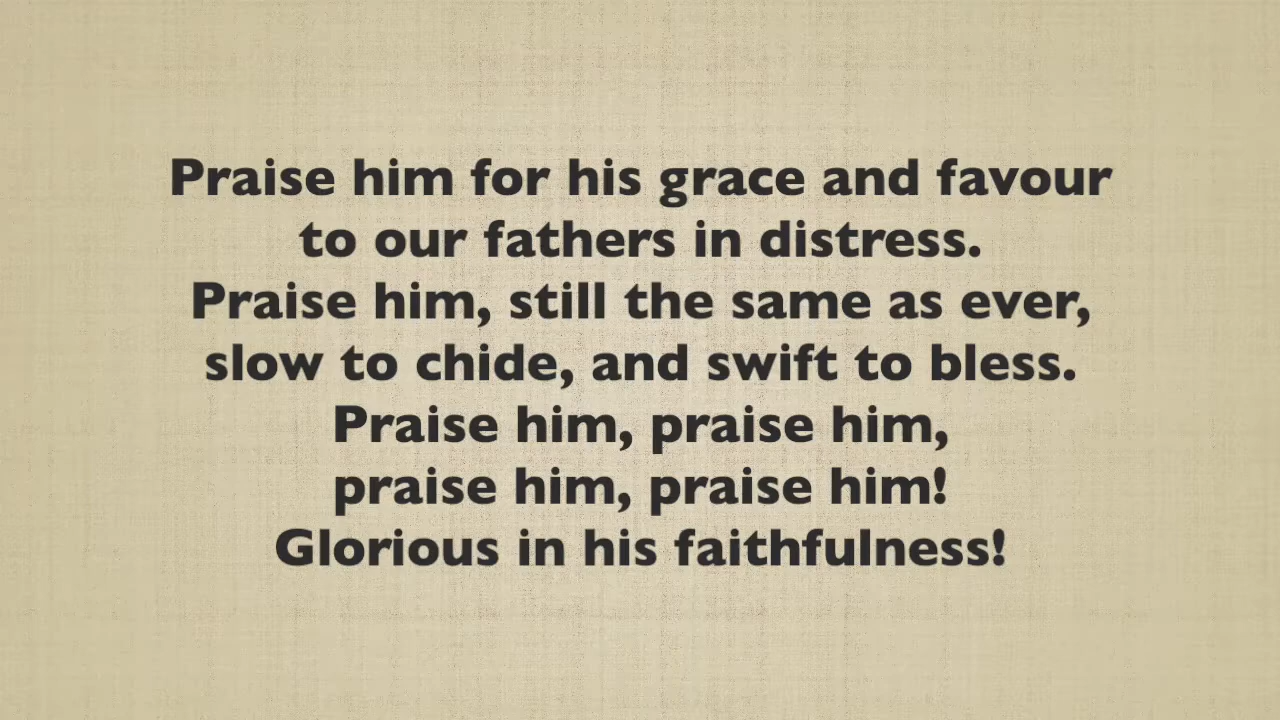 Praise him for his grace and favour
to our fathers in distress.
Praise him, still the same as ever,
slow to chide, and swift to bless.
Praise him, praise him,
praise him, praise him!
Glorious in his faithfulness!